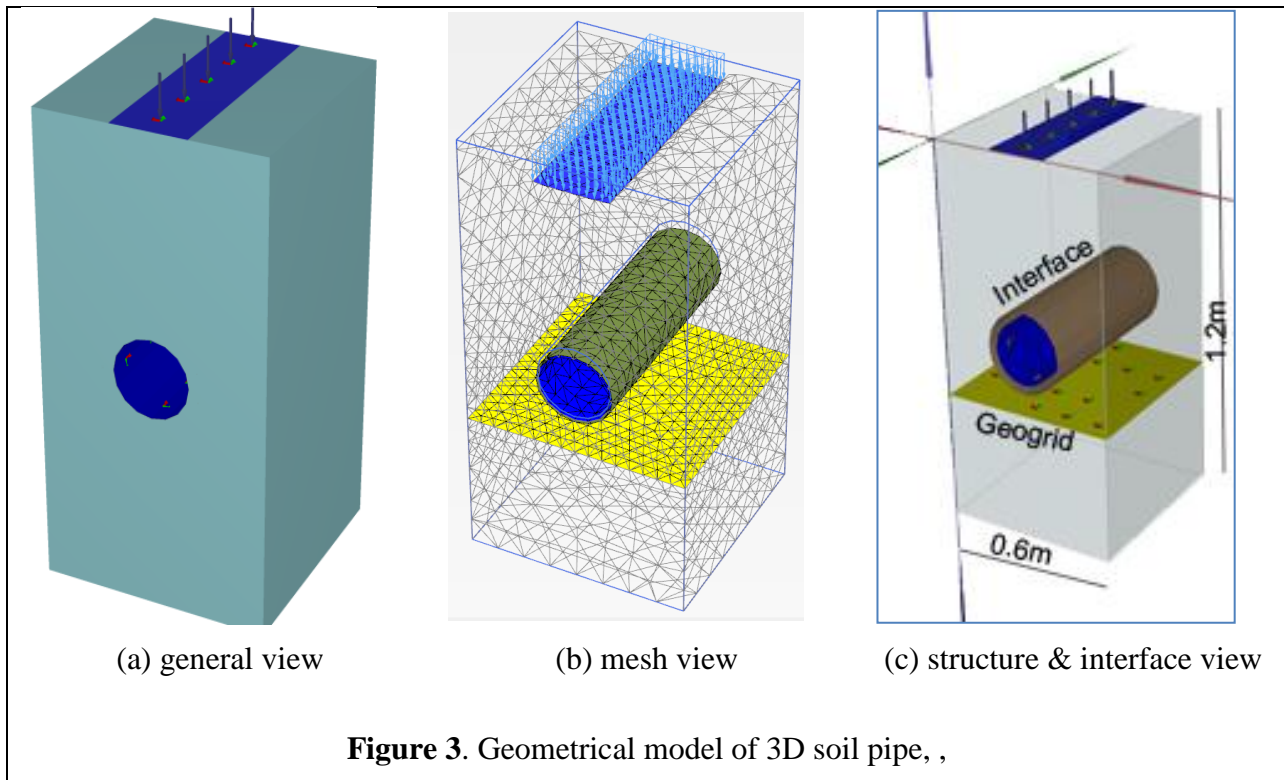 Interface
Geogrid
1.2m
0.6m
(a) general view
(b) mesh view
(c) structure & interface view
Figure 3. Geometrical model of 3D soil pipe, ,